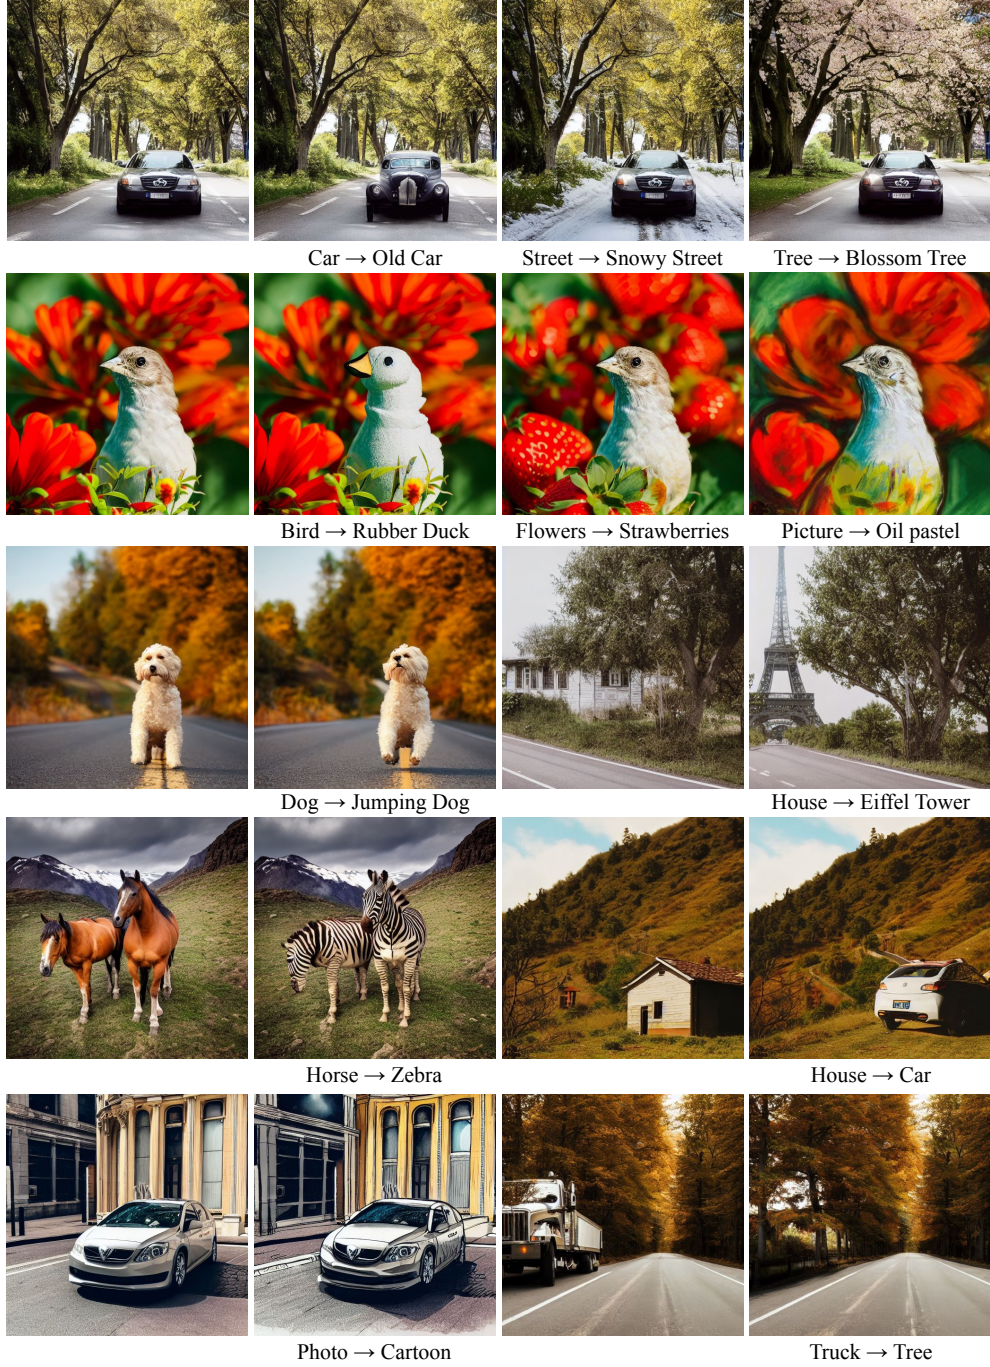 Car → Old Car
Street → Snowy Street
Tree → Blossom Tree
Bird → Rubber Duck
Flowers → Strawberries
Picture → Oil pastel
Dog → Jumping Dog
House → Eiffel Tower
Horse → Zebra
House → Car
Photo → Cartoon
Truck → Tree